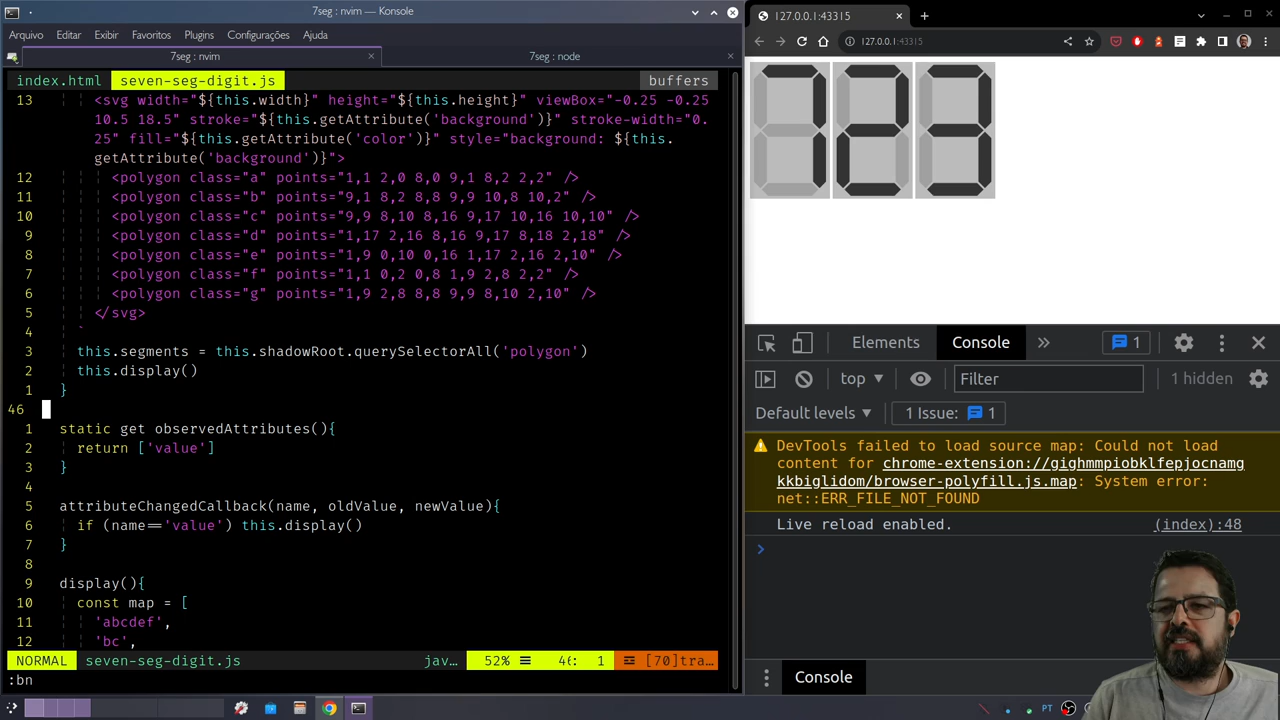 7seg : nvim — Konsole
Arquivo Editar Exibir Favoritos Plugins Configurações Ajuda
7seg : nvim
7seg : node
index.html seven-seg-digit.js buffers
13 <svg width="${this.width}" height="${this.height}" viewBox="-0.25 -0.25
10.5 18.5" stroke="${this.getAttribute('background')}" stroke-width="0.
25" fill="${this.getAttribute('color')}" style="background: ${this.
getAttribute('background')}">
12 <polygon class="a" points="1,1 2,0 8,0 9,1 8,2 2,2" />
11 <polygon class="b" points="9,1 8,2 8,8 9,9 10,8 10,2" />
10 <polygon class="c" points="9,9 8,10 8,16 9,17 10,16 10,10" />
9 <polygon class="d" points="1,17 2,16 8,16 9,17 8,18 2,18" />
8 <polygon class="e" points="1,9 0,10 0,16 1,17 2,16 2,10" />
7 <polygon class="f" points="1,1 0,2 0,8 1,9 2,8 2,2" />
6 <polygon class="g" points="1,9 2,8 8,8 9,9 8,10 2,10" />
5 </svg>
4 `
3 this.segments = this.shadowRoot.querySelectorAll('polygon')
2 this.display()
1 }
46
1 static get observedAttributes(){
2 return ['value']
3 }
4
5 attributeChangedCallback(name, oldValue, newValue){
6 if (name=='value') this.display()
7 }
8
9 display(){
10 const map = [
11 'abcdef',
12 'bc',
NORMAL seven-seg-digit.js jav… 52% 46: 1 [70]tra…
:bn
127.0.0.1:43315
127.0.0.1:43315
723
Elements Console 1
top Filter 1 hidden
Default levels 1 Issue: 1
DevTools failed to load source map: Could not load
content for chrome-extension://gighmmpiobklfepjocnamg
kkbiglidom/browser-polyfill.js.map: System error:
net::ERR_FILE_NOT_FOUND
Live reload enabled. (index):48
Console
PT